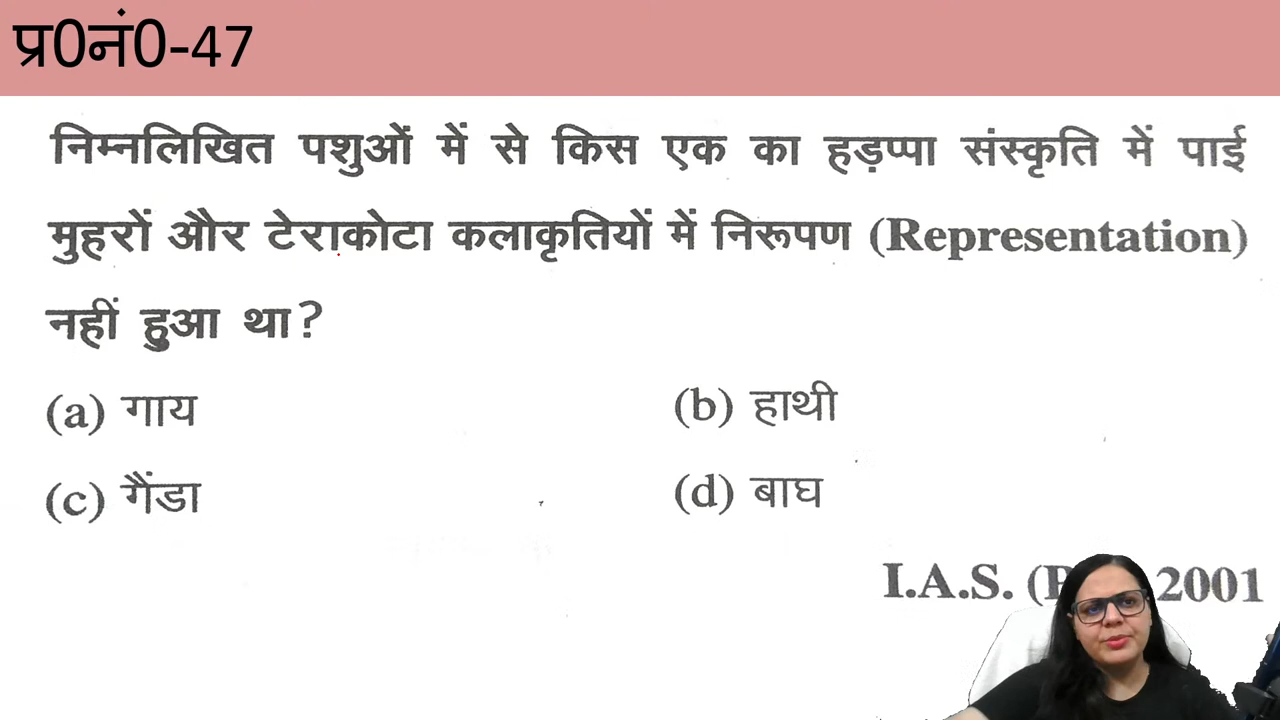 प्र0नं0-47
निम्नलिखित पशुओं में से किस एक का हड़प्पा संस्कृति में पाई
मुहरों और टेराकोटा कलाकृतियों में निरूपण (Representation)
नहीं हुआ था?
(a) गाय (b) हाथी
(c) गैंडा (d) बाघ
I.A.S. 2001